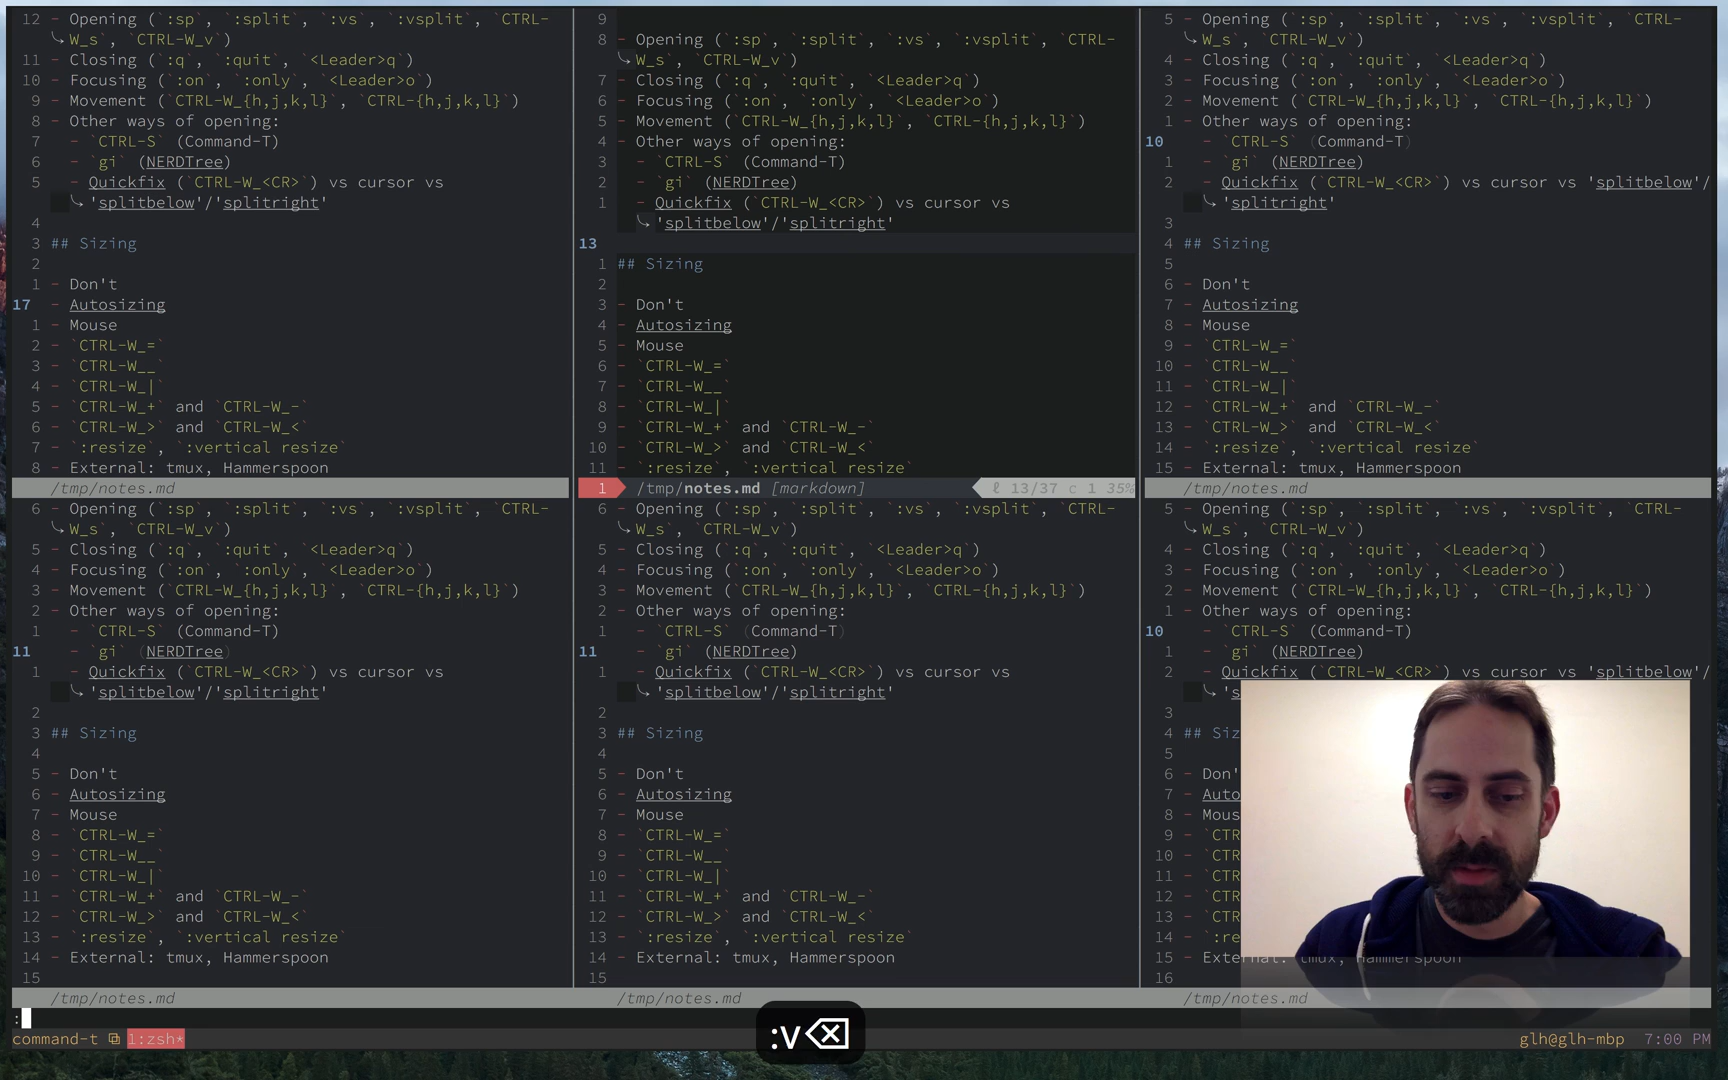 12 - Opening (`:sp`, `:split`, `:vs`, `:vsplit`, `CTRL-
W_s`, `CTRL-W_v`)
11 - Closing (`:q`, `:quit`, `<Leader>q`)
10 - Focusing (`:on`, `:only`, `<Leader>o`)
9 - Movement (`CTRL-W_{h,j,k,l}`, `CTRL-{h,j,k,l}`)
8 - Other ways of opening:
7 - `CTRL-S` (Command-T)
6 - `gi` (NERDTree)
5 - Quickfix (`CTRL-W_<CR>`) vs cursor vs
'splitbelow'/'splitright'
4
3 ## Sizing
2
1 - Don't
17 - Autosizing
1 - Mouse
2 - `CTRL-W_=`
3 - `CTRL-W__`
4 - `CTRL-W_|`
5 - `CTRL-W_+` and `CTRL-W_-`
6 - `CTRL-W_>` and `CTRL-W_<`
7 - `:resize`, `:vertical resize`
8 - External: tmux, Hammerspoon
/tmp/notes.md
9
8 - Opening (`:sp`, `:split`, `:vs`, `:vsplit`, `CTRL-
W_s`, `CTRL-W_v`)
7 - Closing (`:q`, `:quit`, `<Leader>q`)
6 - Focusing (`:on`, `:only`, `<Leader>o`)
5 - Movement (`CTRL-W_{h,j,k,l}`, `CTRL-{h,j,k,l}`)
4 - Other ways of opening:
3 - `CTRL-S` (Command-T)
2 - `gi` (NERDTree)
1 - Quickfix (`CTRL-W_<CR>`) vs cursor vs
'splitbelow'/'splitright'
13
1 ## Sizing
2
3 - Don't
4 - Autosizing
5 - Mouse
6 - `CTRL-W_=`
7 - `CTRL-W__`
8 - `CTRL-W_|`
9 - `CTRL-W_+` and `CTRL-W_-`
10 - `CTRL-W_>` and `CTRL-W_<`
11 - `:resize`, `:vertical resize`
1 /tmp/notes.md [markdown] ℓ 13/37 c 1 35%
5 - Opening (`:sp`, `:split`, `:vs`, `:vsplit`, `CTRL-
W_s`, `CTRL-W_v`)
4 - Closing (`:q`, `:quit`, `<Leader>q`)
3 - Focusing (`:on`, `:only`, `<Leader>o`)
2 - Movement (`CTRL-W_{h,j,k,l}`, `CTRL-{h,j,k,l}`)
1 - Other ways of opening:
10 - `CTRL-S` (Command-T)
1 - `gi` (NERDTree)
2 - Quickfix (`CTRL-W_<CR>`) vs cursor vs 'splitbelow'/
'splitright'
3
4 ## Sizing
5
6 - Don't
7 - Autosizing
8 - Mouse
9 - `CTRL-W_=`
10 - `CTRL-W__`
11 - `CTRL-W_|`
12 - `CTRL-W_+` and `CTRL-W_-`
13 - `CTRL-W_>` and `CTRL-W_<`
14 - `:resize`, `:vertical resize`
15 - External: tmux, Hammerspoon
/tmp/notes.md
6 - Opening (`:sp`, `:split`, `:vs`, `:vsplit`, `CTRL-
W_s`, `CTRL-W_v`)
5 - Closing (`:q`, `:quit`, `<Leader>q`)
4 - Focusing (`:on`, `:only`, `<Leader>o`)
3 - Movement (`CTRL-W_{h,j,k,l}`, `CTRL-{h,j,k,l}`)
2 - Other ways of opening:
1 - `CTRL-S` (Command-T)
11 - `gi` (NERDTree)
1 - Quickfix (`CTRL-W_<CR>`) vs cursor vs
'splitbelow'/'splitright'
2
3 ## Sizing
4
5 - Don't
6 - Autosizing
7 - Mouse
8 - `CTRL-W_=`
9 - `CTRL-W__`
10 - `CTRL-W_|`
11 - `CTRL-W_+` and `CTRL-W_-`
12 - `CTRL-W_>` and `CTRL-W_<`
13 - `:resize`, `:vertical resize`
14 - External: tmux, Hammerspoon
15
/tmp/notes.md
6 - Opening (`:sp`, `:split`, `:vs`, `:vsplit`, `CTRL-
W_s`, `CTRL-W_v`)
5 - Closing (`:q`, `:quit`, `<Leader>q`)
4 - Focusing (`:on`, `:only`, `<Leader>o`)
3 - Movement (`CTRL-W_{h,j,k,l}`, `CTRL-{h,j,k,l}`)
2 - Other ways of opening:
1 - `CTRL-S` (Command-T)
11 - `gi` (NERDTree)
1 - Quickfix (`CTRL-W_<CR>`) vs cursor vs
'splitbelow'/'splitright'
2
3 ## Sizing
4
5 - Don't
6 - Autosizing
7 - Mouse
8 - `CTRL-W_=`
9 - `CTRL-W__`
10 - `CTRL-W_|`
11 - `CTRL-W_+` and `CTRL-W_-`
12 - `CTRL-W_>` and `CTRL-W_<`
13 - `:resize`, `:vertical resize`
14 - External: tmux, Hammerspoon
15
/tmp/notes.md
5 - Opening (`:sp`, `:split`, `:vs`, `:vsplit`, `CTRL-
W_s`, `CTRL-W_v`)
4 - Closing (`:q`, `:quit`, `<Leader>q`)
3 - Focusing (`:on`, `:only`, `<Leader>o`)
2 - Movement (`CTRL-W_{h,j,k,l}`, `CTRL-{h,j,k,l}`)
1 - Other ways of opening:
10 - `CTRL-S` (Command-T)
1 - `gi` (NERDTree)
2 - Quickfix (`CTRL-W_<CR>`) vs cursor vs 'splitbelow'/
's
3
4 ## Siz
5
6 - Don'
7 - Auto
8 - Mous
9 - `CTR
10 - `CTR
11 - `CTR
12 - `CTR
13 - `CTR
14 - `:re
15 - External: tmux, Hammerspoon
16
/tmp/notes.md
:
:v⌫
command-t 1:zsh* glh@glh-mbp 7:00 PM